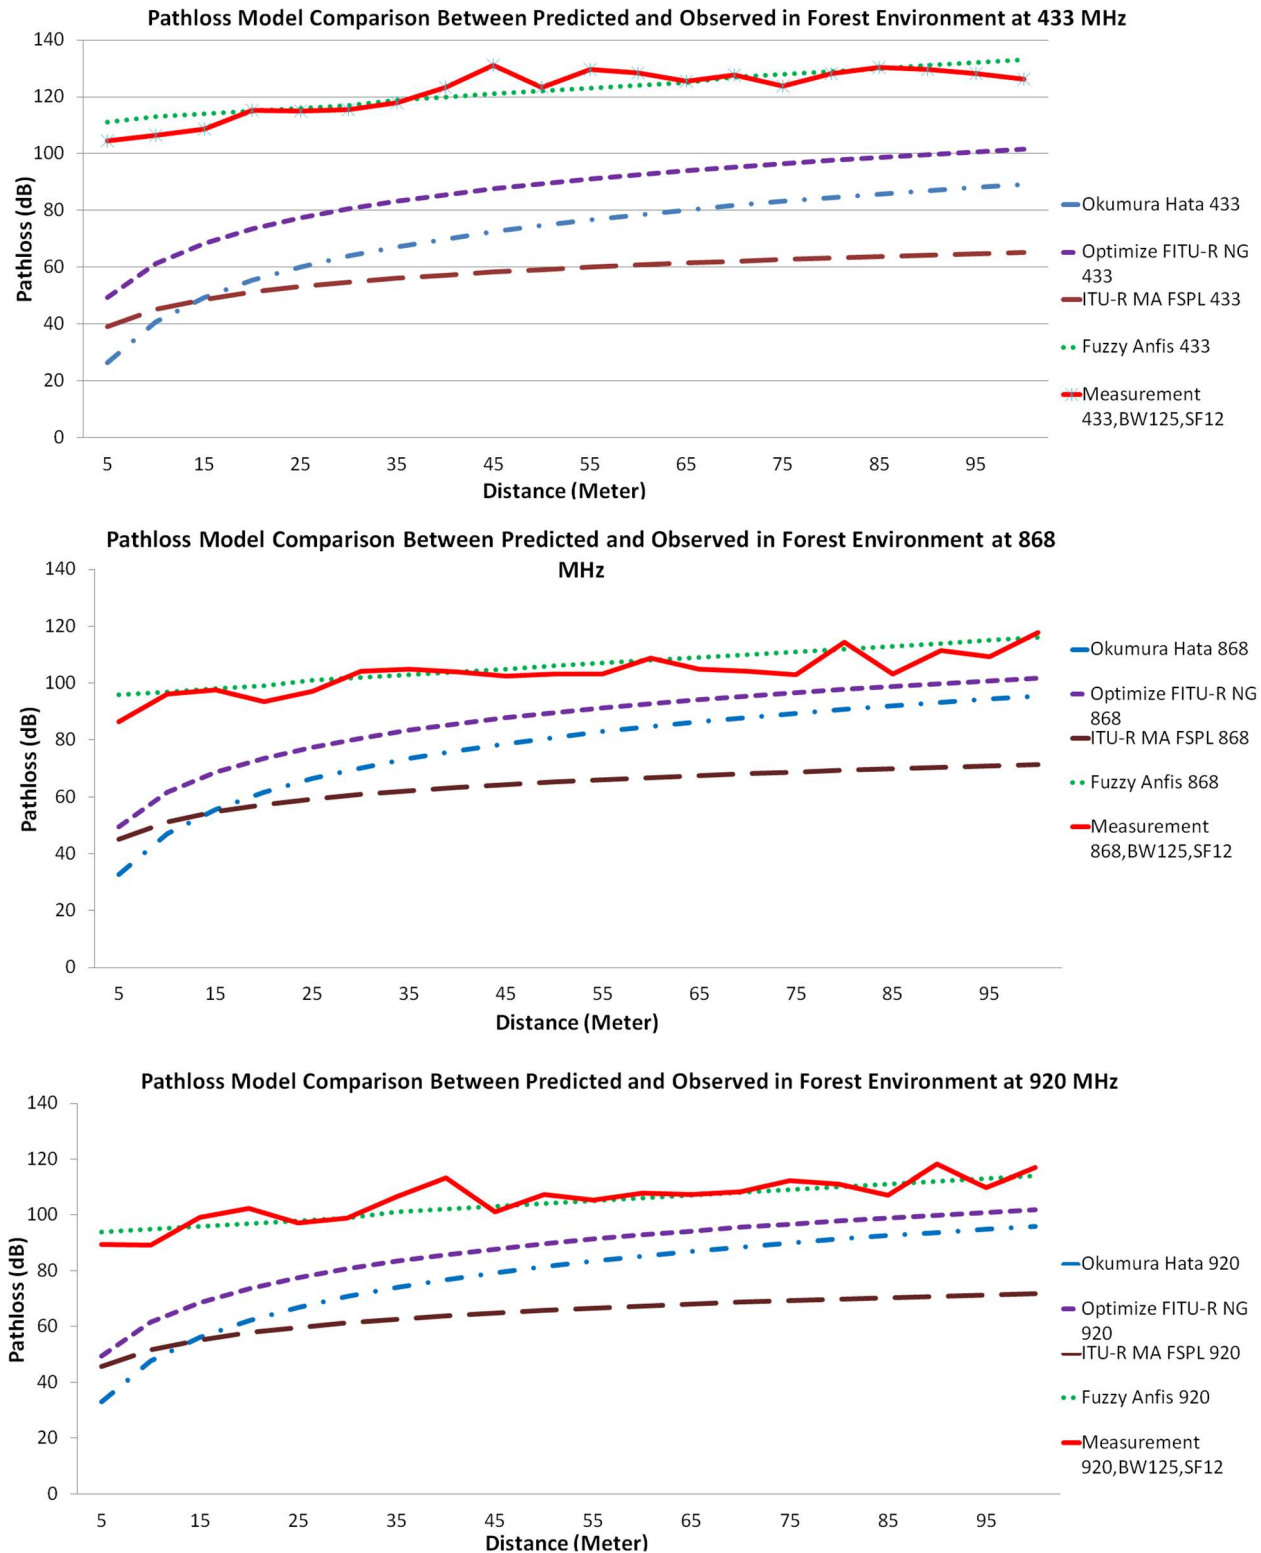 Pathloss Model Comparison Between Predicted and Observed in Forest Environment at 433 MHz
140
120
100
80
60
40
20
0
Pathloss (dB)
5 15 25 35 45 55 65 75 85 95
Distance (Meter)
Okumura Hata 433
Optimize FITU-R NG
433
ITU-R MA FSPL 433
Fuzzy Anfis 433
Measurement
433,BW125,SF12
Pathloss Model Comparison Between Predicted and Observed in Forest Environment at 868
MHz
140
120
100
80
60
40
20
0
Pathloss (dB)
5 15 25 35 45 55 65 75 85 95
Distance (Meter)
Okumura Hata 868
Optimize FITU-R NG
868
ITU-R MA FSPL 868
Fuzzy Anfis 868
Measurement
868,BW125,SF12
Pathloss Model Comparison Between Predicted and Observed in Forest Environment at 920 MHz
140
120
100
80
60
40
20
0
Pathloss (dB)
5 15 25 35 45 55 65 75 85 95
Distance (Meter)
Okumura Hata 920
Optimize FITU-R NG
920
ITU-R MA FSPL 920
Fuzzy Anfis 920
Measurement
920,BW125,SF12